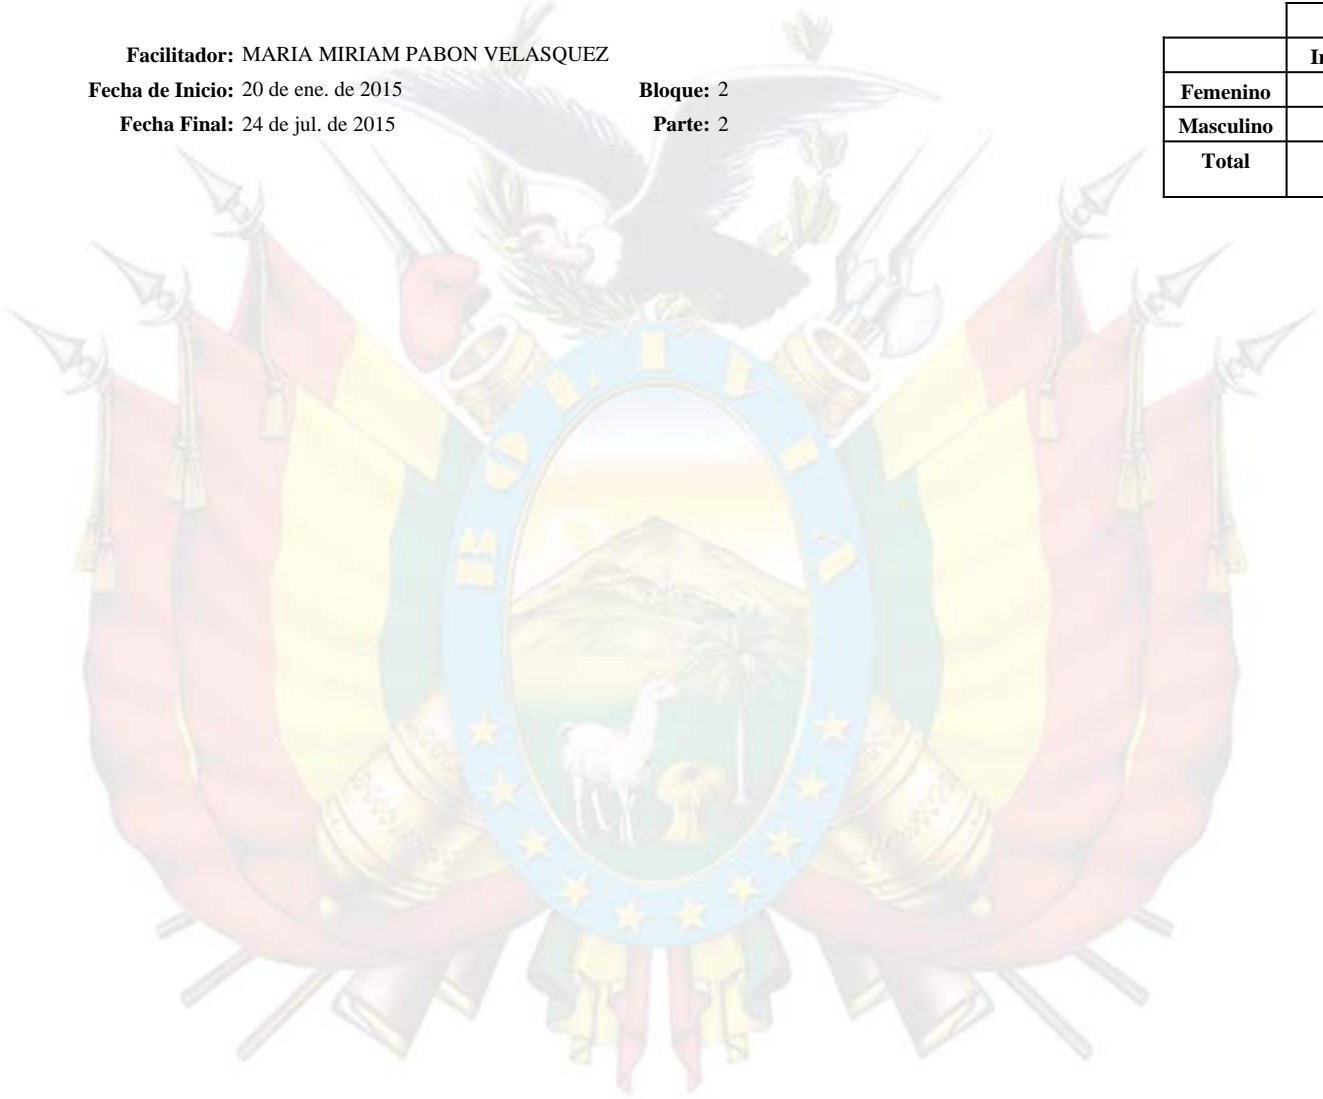 Facilitador: MARIA MIRIAM PABON VELASQUEZ
Fecha de Inicio: 20 de ene. de 2015 Bloque: 2
Fecha Final: 24 de jul. de 2015 Parte: 2
Femenino
Masculino
Total
BOLIVIA